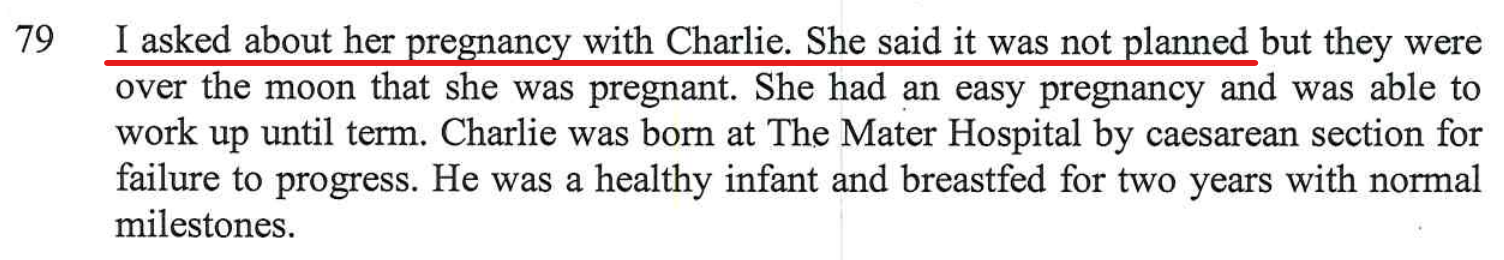 79 I asked about her pregnancy with Charlie. She said it was not planned but they were
over the moon that she was pregnant. She had an easy pregnancy and was able to
work up until term. Charlie was born at The Mater Hospital by caesarean section for
failure to progress. He was a healthy infant and breastfed for two years with normal
milestones.